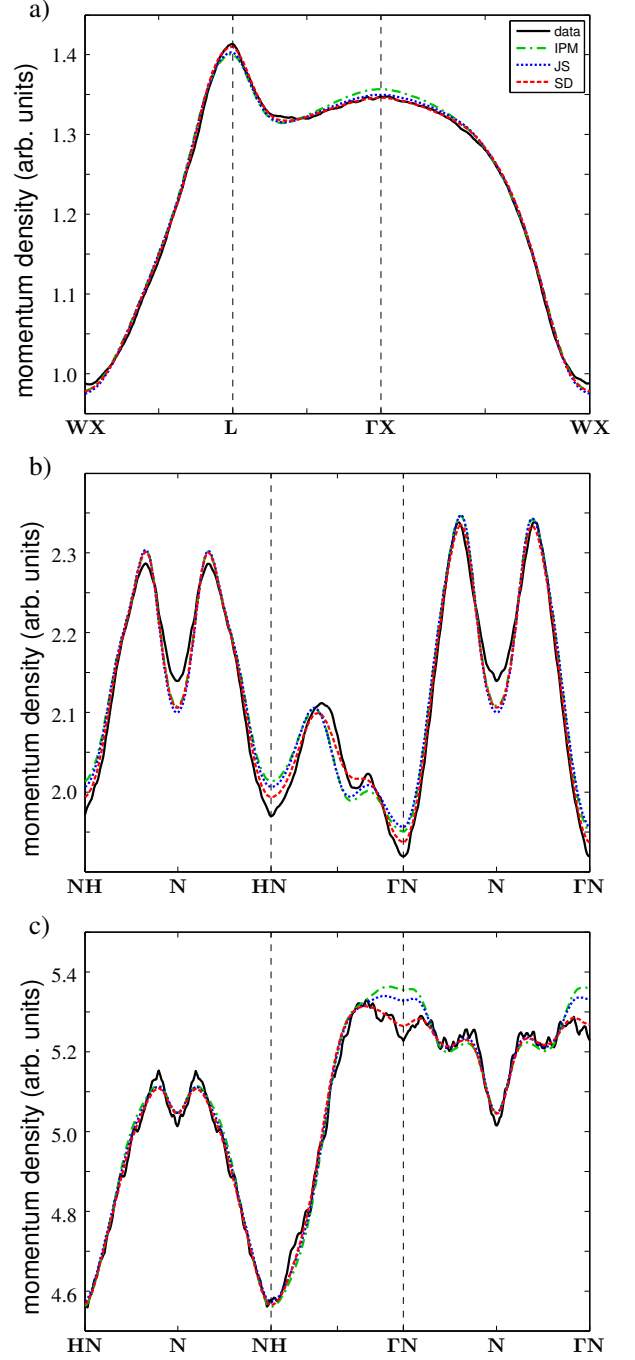 a)
momentum density (arb. units)
1.4
1.3
1.2
1.1
1.0
data
IPM
JS
SD
WX L ΓX WX
b)
momentum density (arb. units)
2.3
2.2
2.1
2.0
NH N HN ΓN N ΓN
c)
momentum density (arb. units)
5.4
5.2
5.0
4.8
4.6
HN N NH ΓN N ΓN